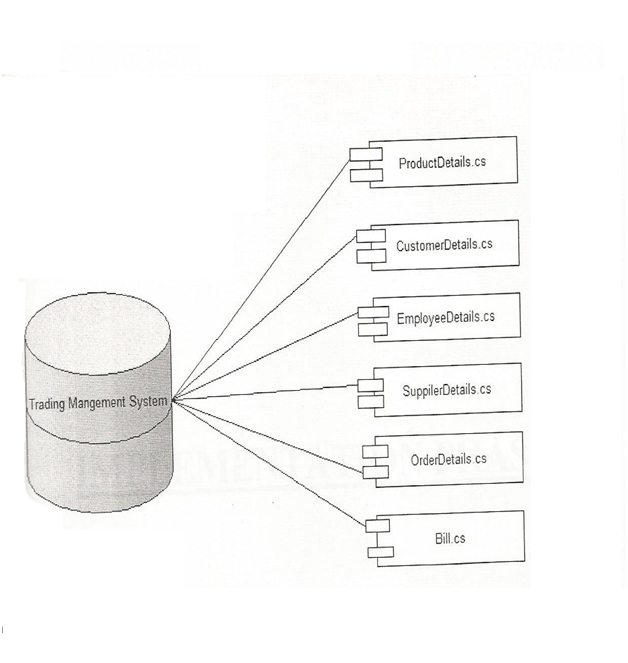 ProductDetails.cs
CustomerDetails.cs
EmployeeDetails.cs
Trading Mangement System
SuppilerDetails.cs
OrderDetails.cs
Bill.cs